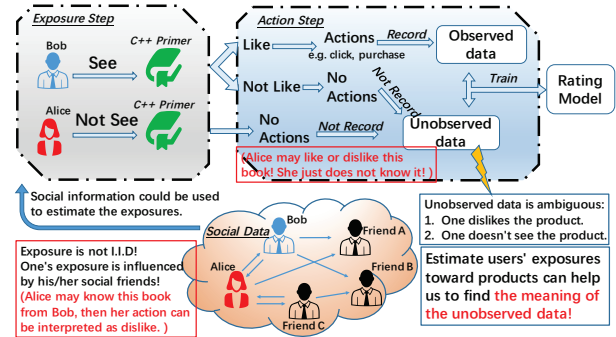 Exposure Step
Bob
See
C++ Primer
Alice
Not See
C++ Primer
Action Step
Like
Actions
e.g. click, purchase
Record
Observed
data
Not Like
No
Actions
Not Record
Train
Rating
Model
No
Actions
Not Record
Unobserved
data
(Alice may like or dislike this
book! She just does not know it! )
Social information could be used
to estimate the exposures.
Unobserved data is ambiguous:
1. One dislikes the product.
2. One doesn't see the product.
Social Data
Bob
Friend A
Alice
Friend B
Friend C
Exposure is not I.I.D!
One's exposure is influenced
by his/her social friends!
(Alice may know this book
from Bob, then her action can
be interpreted as dislike. )
Estimate users' exposures
toward products can help
us to find the meaning of
the unobserved data!